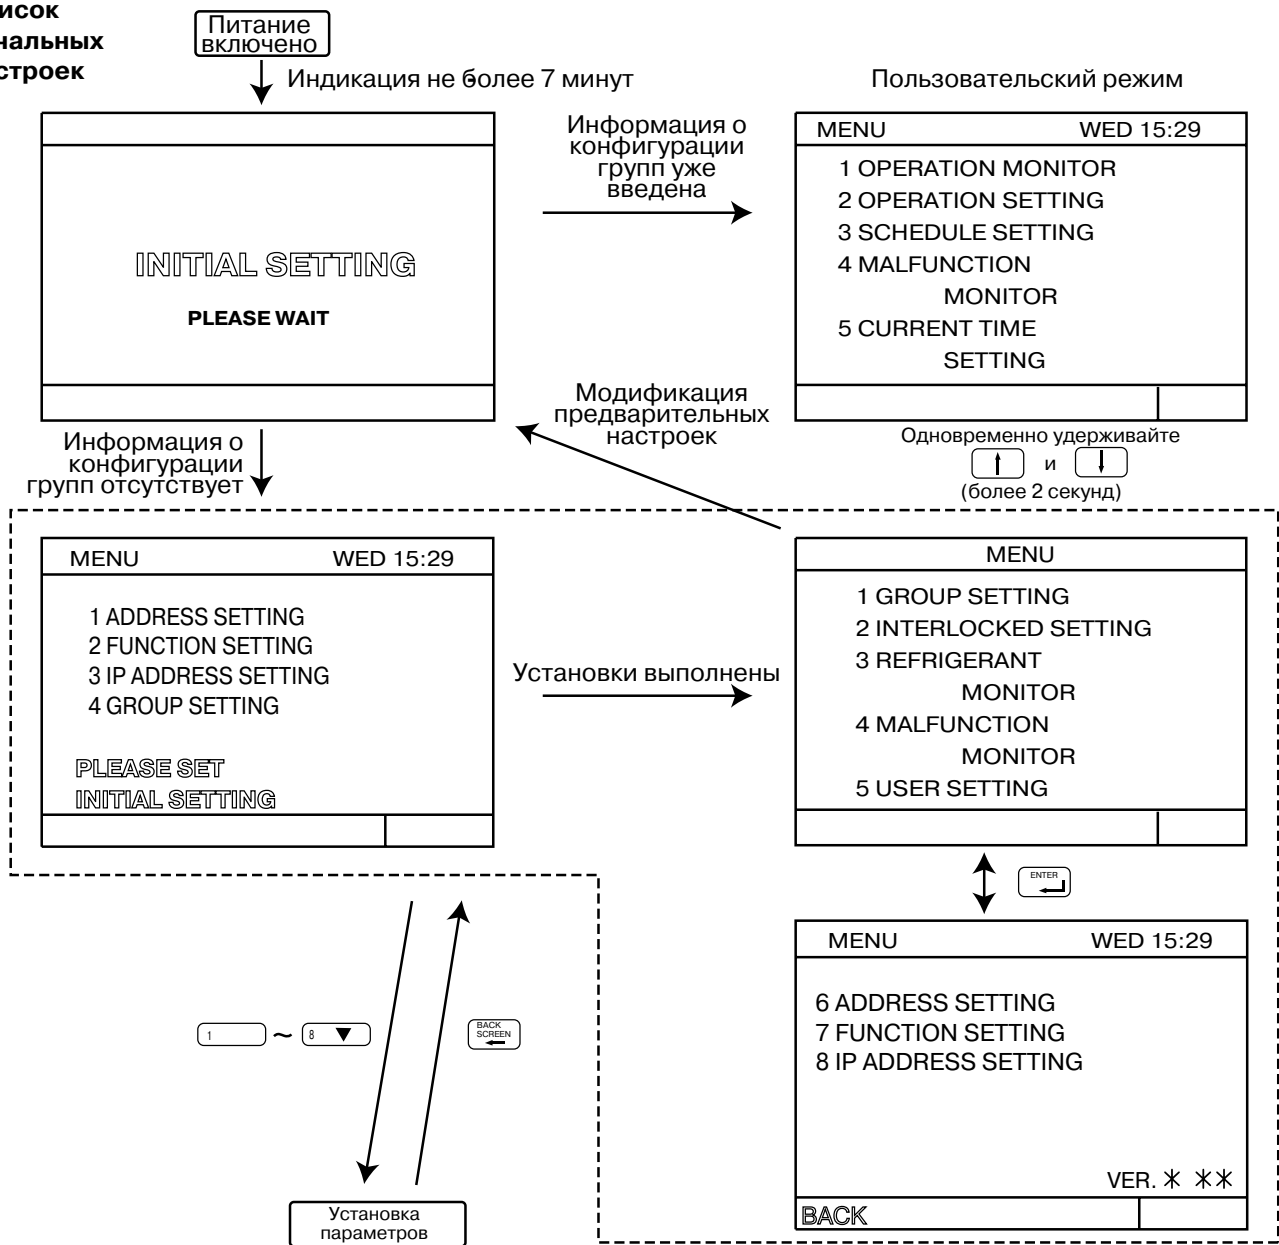 Питание
включено
Индикация не более 7 минут
Пользовательский режим
INITIAL SETTING
PLEASE WAIT
Информация о
конфигурации
групп уже
введена
MENU WED 15:29
1 OPERATION MONITOR
2 OPERATION SETTING
3 SCHEDULE SETTING
4 MALFUNCTION
MONITOR
5 CURRENT TIME
SETTING
Информация о
конфигурации
групп отсутствует
Модификация
предварительных
настроек
Одновременно удерживайте
и
(более 2 секунд)
MENU WED 15:29
1 ADDRESS SETTING
2 FUNCTION SETTING
3 IP ADDRESS SETTING
4 GROUP SETTING
PLEASE SET
INITIAL SETTING
Установки выполнены
MENU
1 GROUP SETTING
2 INTERLOCKED SETTING
3 REFRIGERANT
MONITOR
4 MALFUNCTION
MONITOR
5 USER SETTING
ENTER
MENU WED 15:29
6 ADDRESS SETTING
7 FUNCTION SETTING
8 IP ADDRESS SETTING
VER. * **
BACK
1 ~ 8 ▼
BACK
SCREEN
Установка
параметров